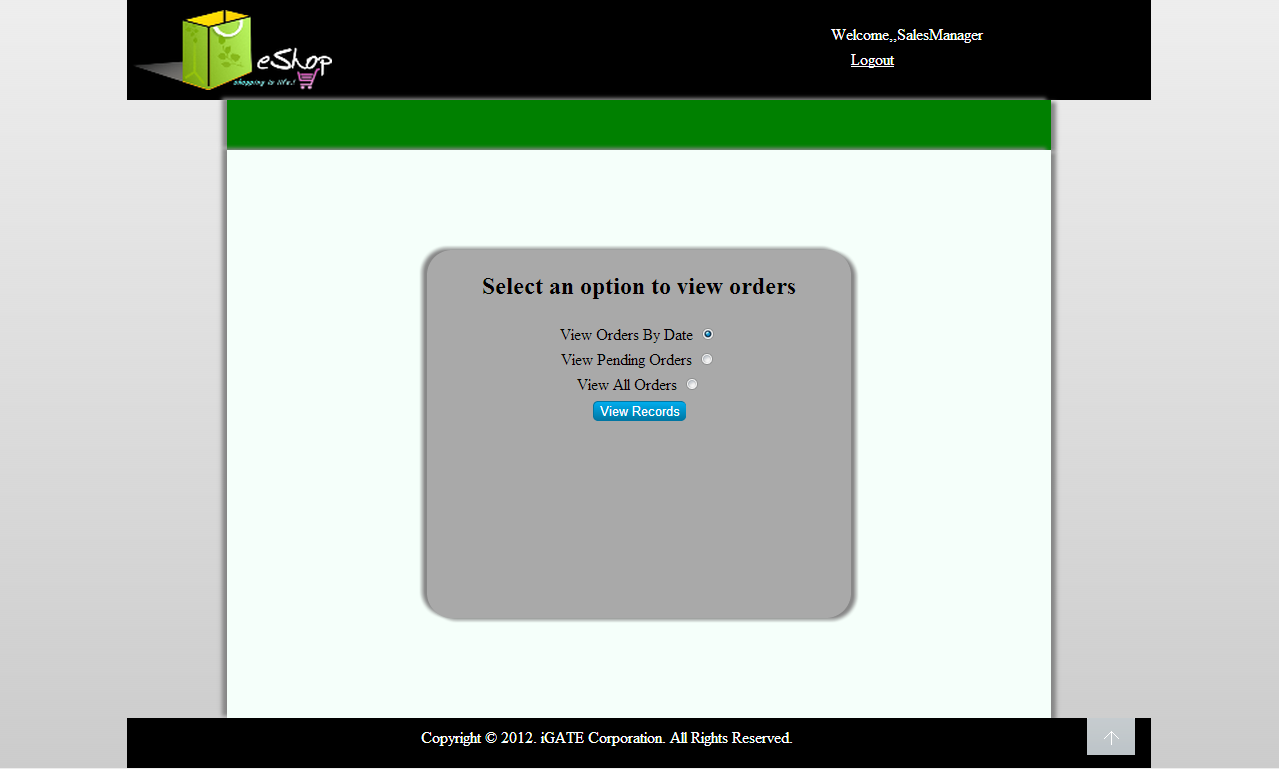 Welcome,,SalesManager
Logout
eShop
shopping is life.!
Select an option to view orders
View Orders By Date
View Pending Orders
View All Orders
View Records
Copyright © 2012. iGATE Corporation. All Rights Reserved.